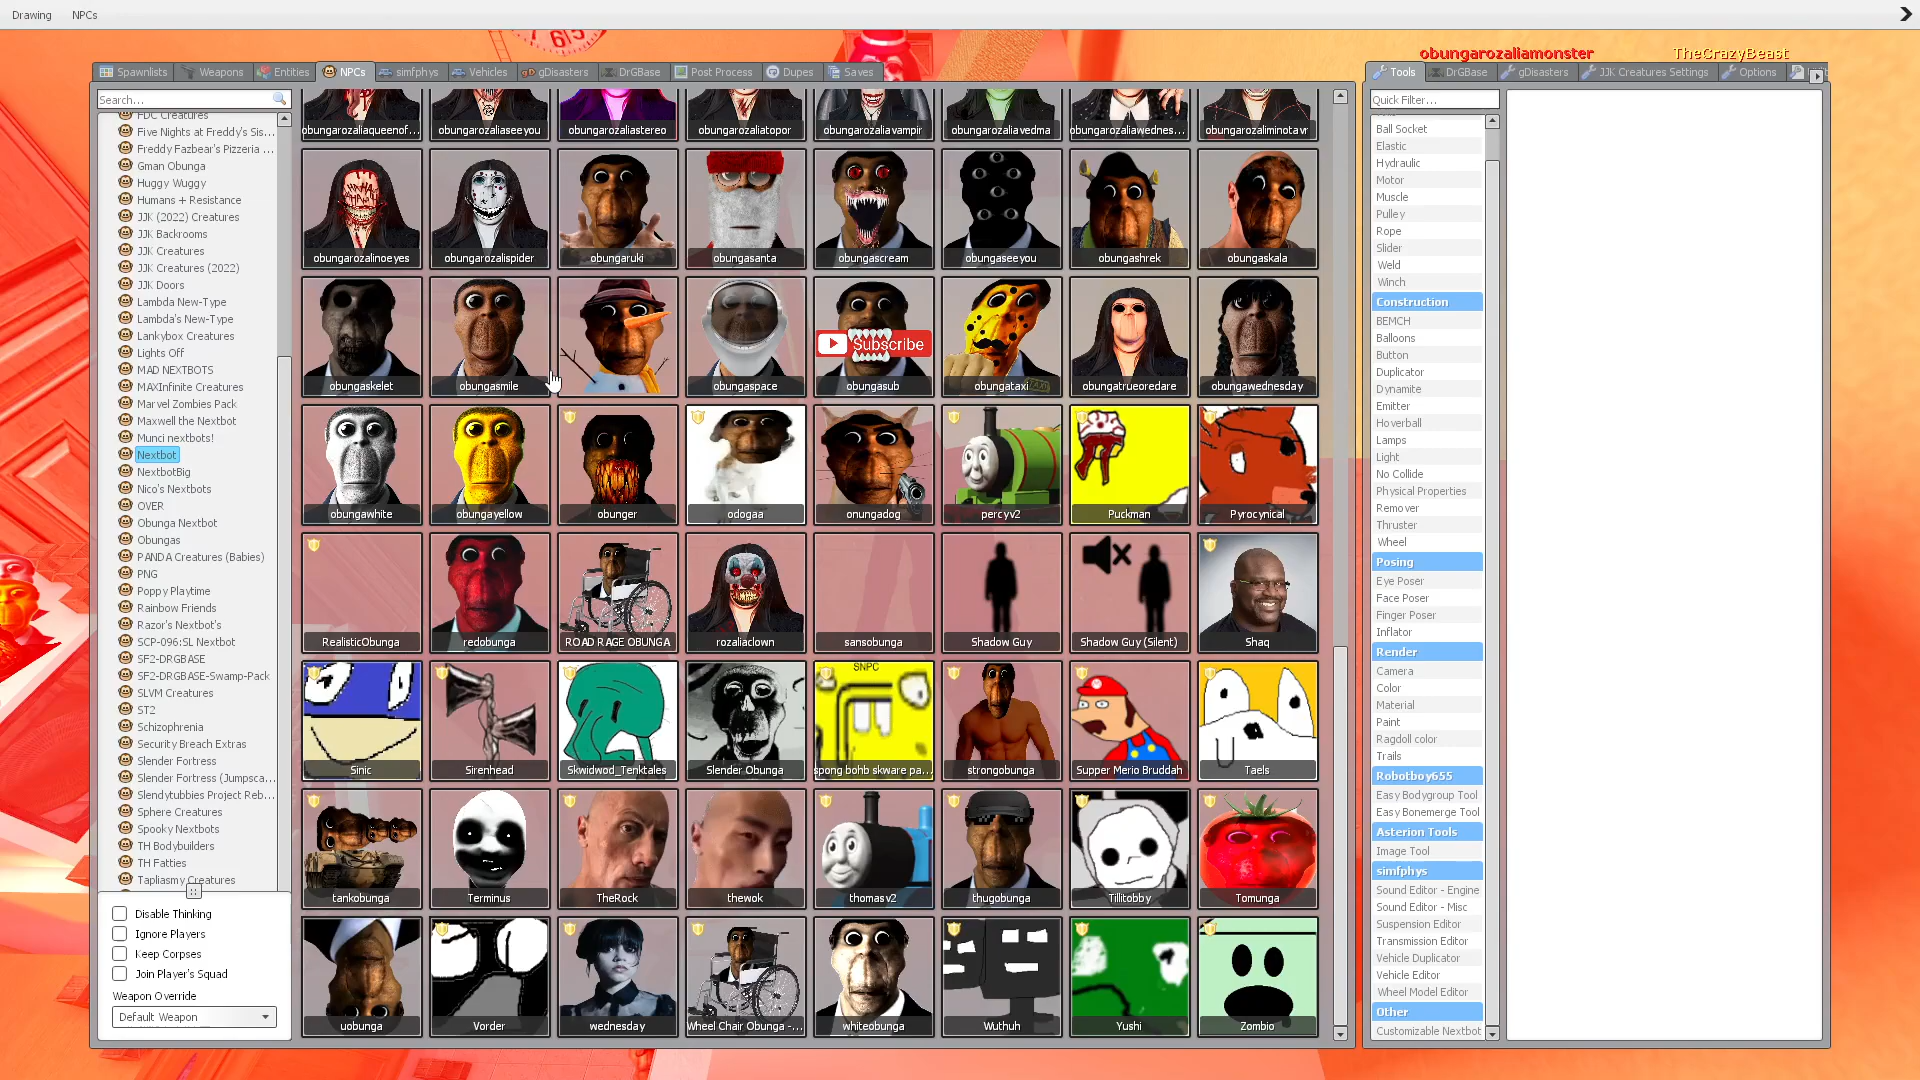 Drawing NPCs
obungarozaliamonster TheCrazyBeast
Spawnlists Weapons Entities NPCs simfphys Vehicles gDisasters DrGBase Post Process Dupes Saves
Tools DrGBase gDisasters JJK Creatures Settings Options
Search...
FDC Creatures
Five Nights at Freddy's Sis...
Freddy Fazbear's Pizzeria ...
Gman Obunga
Huggy Wuggy
Humans + Resistance
JJK (2022) Creatures
JJK Backrooms
JJK Creatures
JJK Creatures (2022)
JJK Doors
Lambda New-Type
Lambda's New-Type
Lankybox Creatures
Lights Off
MAD NEXTBOTS
MAXInfinite Creatures
Marvel Zombies Pack
Maxwell the Nextbot
Munci nextbots!
Nextbot
NextbotBig
Nico's Nextbots
OVER
Obunga Nextbot
Obungas
PANDA Creatures (Babies)
PNG
Poppy Playtime
Rainbow Friends
Razor's Nextbot's
SCP-096:SL Nextbot
SF2-DRGBASE
SF2-DRGBASE-Swamp-Pack
SLVM Creatures
ST2
Schizophrenia
Security Breach Extras
Slender Fortress
Slender Fortress (Jumpsca...
Slendytubbies Project Reb...
Sphere Creatures
Spooky Nextbots
TH Bodybuilders
TH Fatties
Tapliasmy Creatures
Disable Thinking
Ignore Players
Keep Corpses
Join Player's Squad
Weapon Override
Default Weapon
obungarozaliaqueenof... obungarozaliaseeyou obungarozaliastereo obungarozaliatopor obungarozaliavampir obungarozaliavedma obungarozaliawednes... obungarozaliminotavr
obungarozalinoeyes obungarozalispider obungaruki obungasanta obungascream obungaseeyou obungashrek obungaskala
Subscribe
obungaskelet obungasmile obungaspace obungasub obungataxi obungatrueoredare obungawednesday
obungawhite obungayellow obunger odogaa onungadog percyv2 Puckman Pyrocynical
RealisticObunga redobunga ROAD RAGE OBUNGA rozaliaclown sansobunga Shadow Guy Shadow Guy (Silent) Shaq
SNPC
Sinic Sirenhead Skwidwod_Tenktales Slender Obunga spong bohb skware pa... strongobunga Supper Merio Bruddah Taels
tankobunga Terminus TheRock thewok thomasv2 thugobunga Tillitobby Tomunga
uobunga Vorder wednesday Wheel Chair Obunga -... whiteobunga Wuthuh Yushi Zombio
Quick Filter...
Ball Socket
Elastic
Hydraulic
Motor
Muscle
Pulley
Rope
Slider
Weld
Winch
Construction
BEMCH
Balloons
Button
Duplicator
Dynamite
Emitter
Hoverball
Lamps
Light
No Collide
Physical Properties
Remover
Thruster
Wheel
Posing
Eye Poser
Face Poser
Finger Poser
Inflator
Render
Camera
Color
Material
Paint
Ragdoll color
Trails
Robotboy655
Easy Bodygroup Tool
Easy Bonemerge Tool
Asterion Tools
Image Tool
simfphys
Sound Editor - Engine
Sound Editor - Misc
Suspension Editor
Transmission Editor
Vehicle Duplicator
Vehicle Editor
Wheel Model Editor
Other
Customizable Nextbot